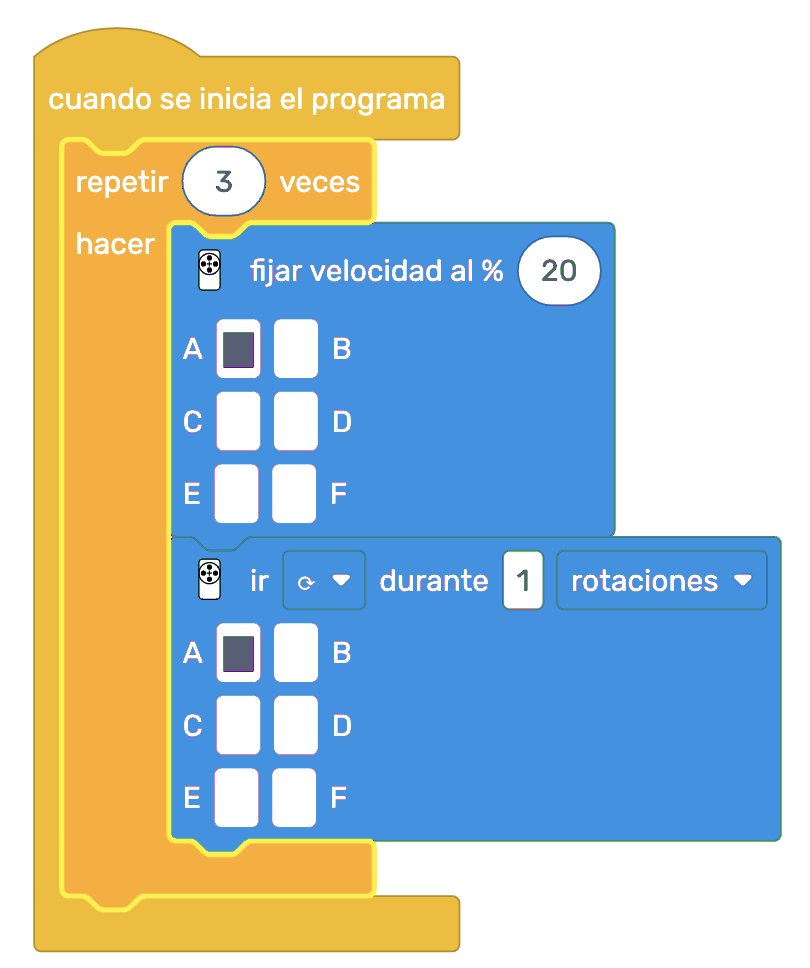 cuando se inicia el programa
repetir 3 veces
hacer
fijar velocidad al % 20
A B
C D
E F
ir ⟳ durante 1 rotaciones
A B
C D
E F